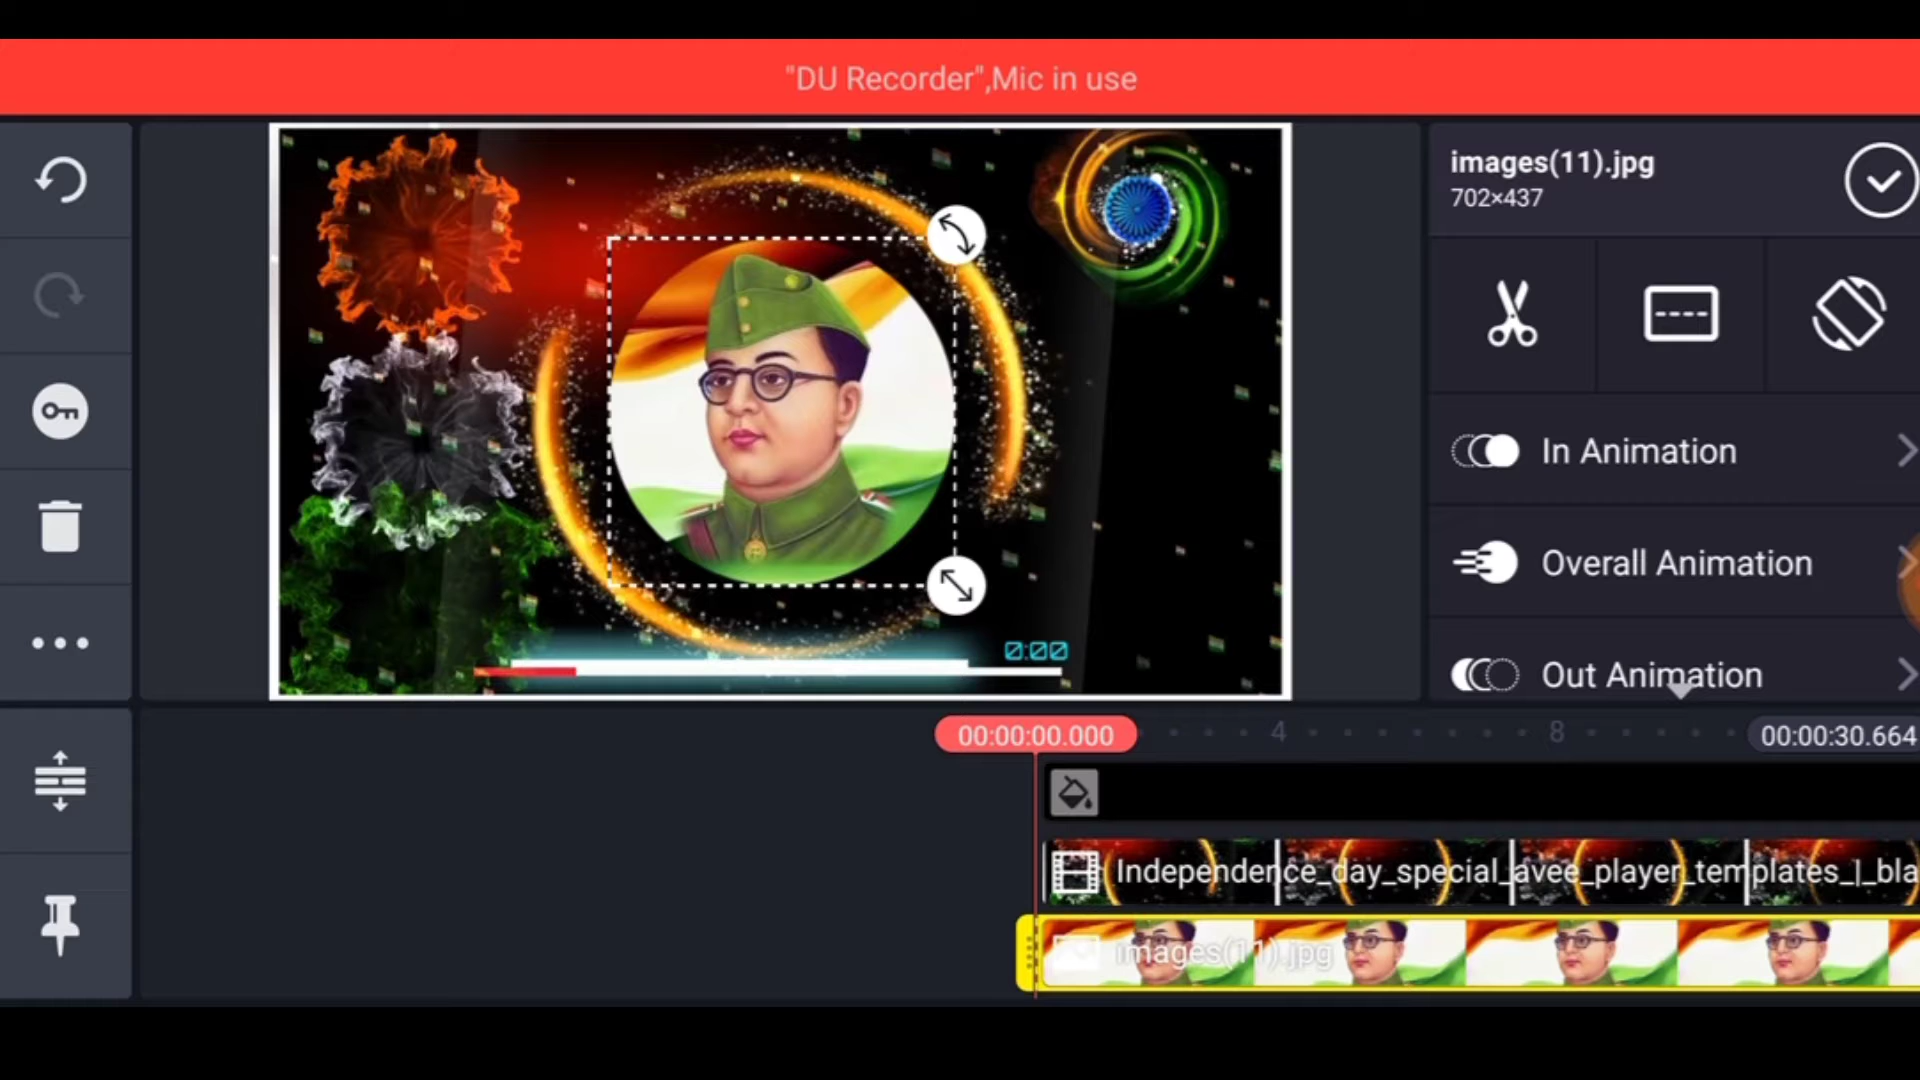 "DU Recorder",Mic in use
images(11).jpg
702×437
In Animation
Overall Animation
Out Animation
0:00
00:00:00.000
4
8
00:00:30.664
Independence_day_special_avee_player_templates_|_bla
images(11).jpg